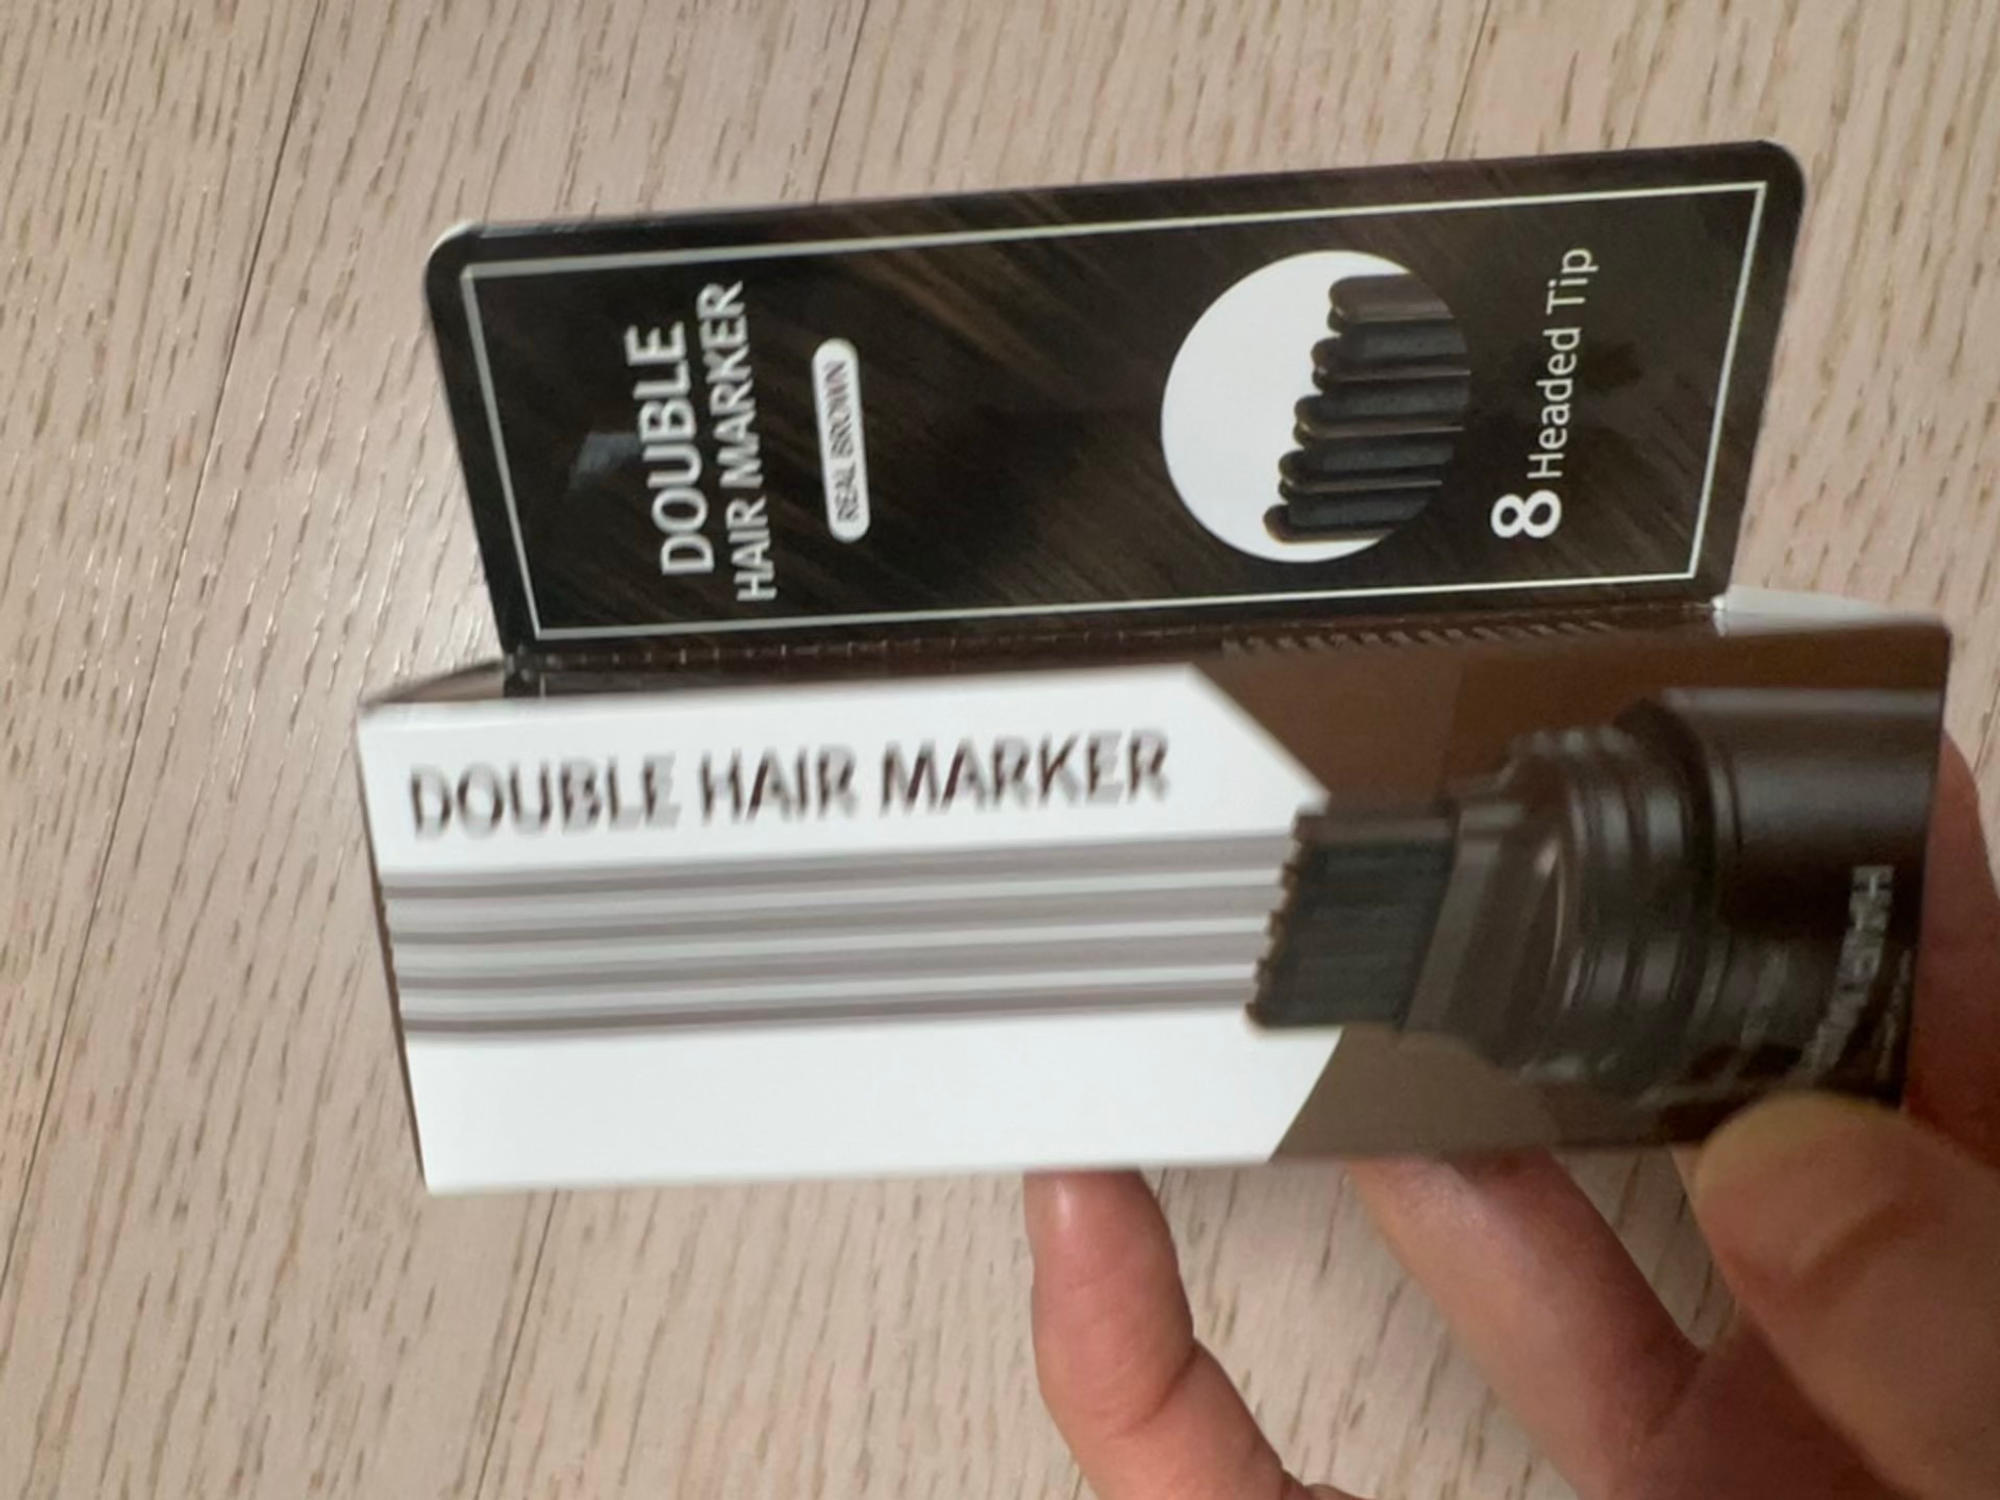 DOUBLE
HAIR MARKER
REAL BROWN
8 Headed Tip
DOUBLE HAIR MARKER